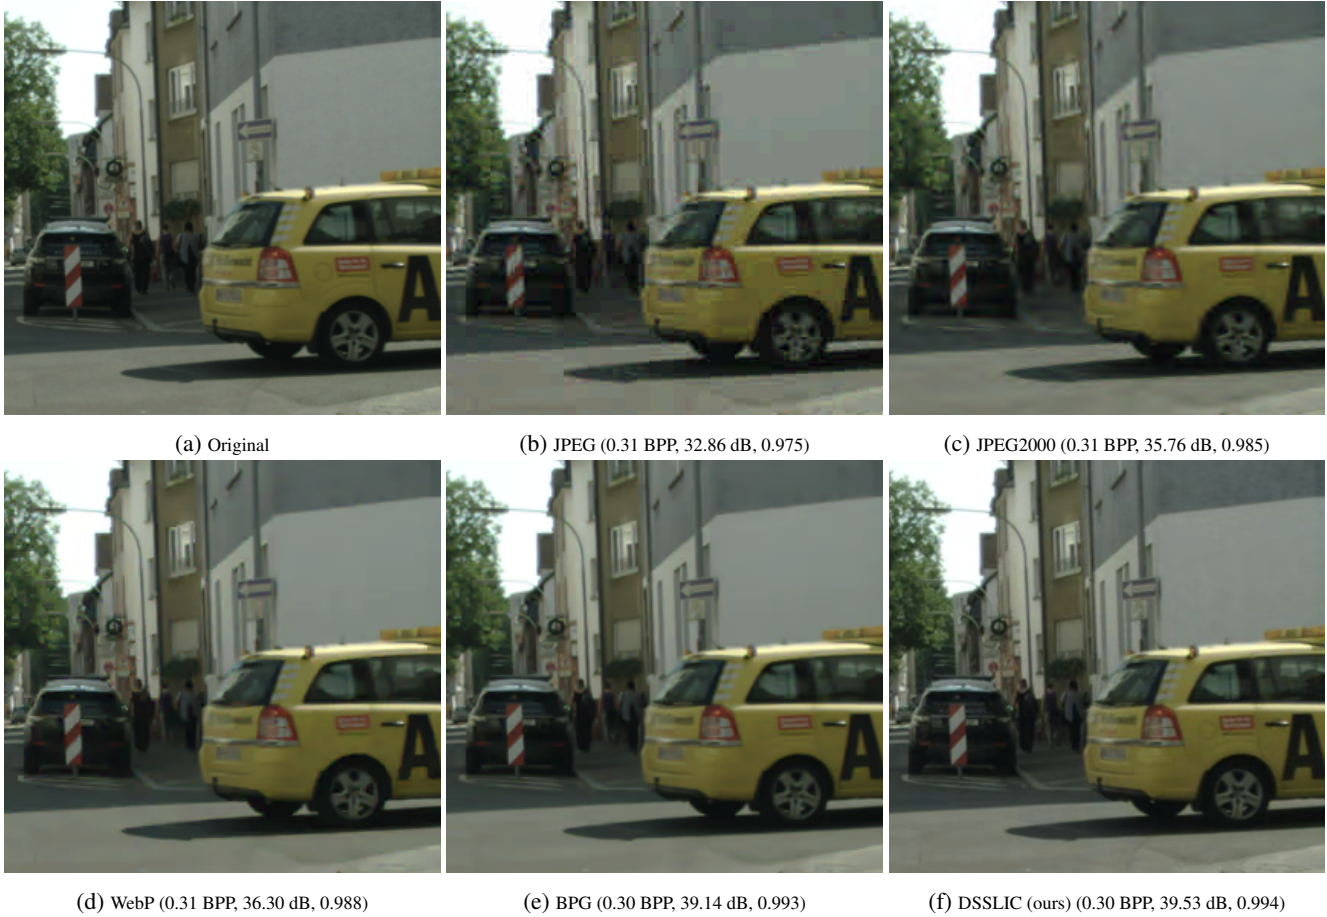 (a) Original
(b) JPEG (0.31 BPP, 32.86 dB, 0.975)
(c) JPEG2000 (0.31 BPP, 35.76 dB, 0.985)
A
A
A
(d) WebP (0.31 BPP, 36.30 dB, 0.988)
(e) BPG (0.30 BPP, 39.14 dB, 0.993)
(f) DSSLIC (ours) (0.30 BPP, 39.53 dB, 0.994)
A
A
A